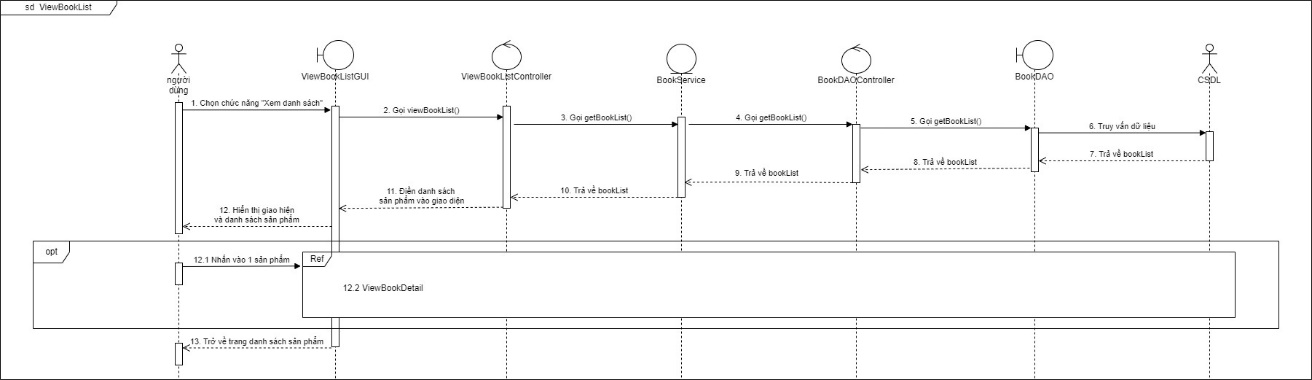 sd ViewBookList
người
dùng
ViewBookListGUI
ViewBookListController
BookService
BookDAOController
BookDAO
CSDL
1. Chọn chức năng "Xem danh sách"
2. Gọi viewBookList()
3. Gọi getBookList()
4. Gọi getBookList()
5. Gọi getBookList()
6. Truy vấn dữ liệu
7. Trả về bookList
8. Trả về bookList
9. Trả về bookList
10. Trả về bookList
11. Điền danh sách
sản phẩm vào giao diện
12. Hiển thị giao hiện
và danh sách sản phẩm
opt
12.1 Nhấn vào 1 sản phẩm
Ref
12.2 ViewBookDetail
13. Trở về trang danh sách sản phẩm